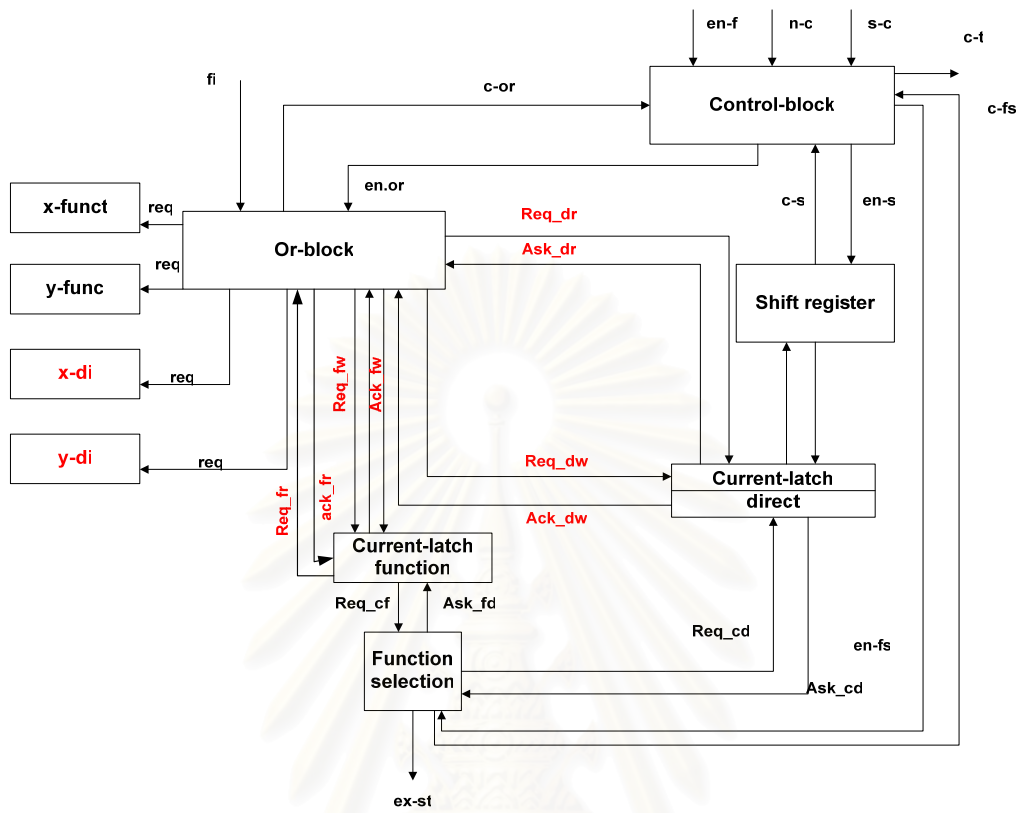 en-f
n-c
s-c
c-t
fi
c-or
Control-block
c-fs
en.or
x-funct
req
Or-block
Req_dr
Ask_dr
c-s
en-s
y-func
req
Shift register
x-di
req
Req_fw
Ack_fw
y-di
req
Req_fr
ack_fr
Req_dw
Ack_dw
Current-latch
direct
Current-latch
function
Req_cf
Ask_fd
Req_cd
en-fs
Function
selection
Ask_cd
ex-st